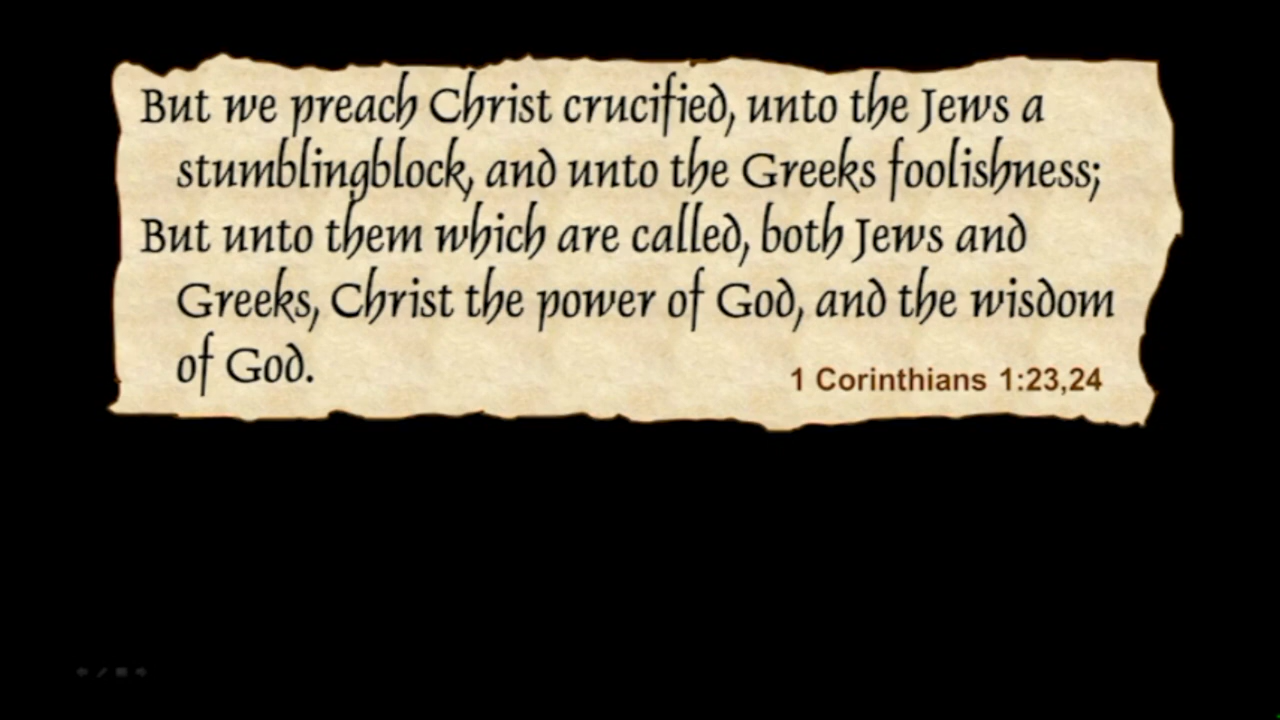 But we preach Christ crucified, unto the Jews a
stumblingblock, and unto the Greeks foolishness;
But unto them which are called, both Jews and
Greeks, Christ the power of God, and the wisdom
of God.
1 Corinthians 1:23,24